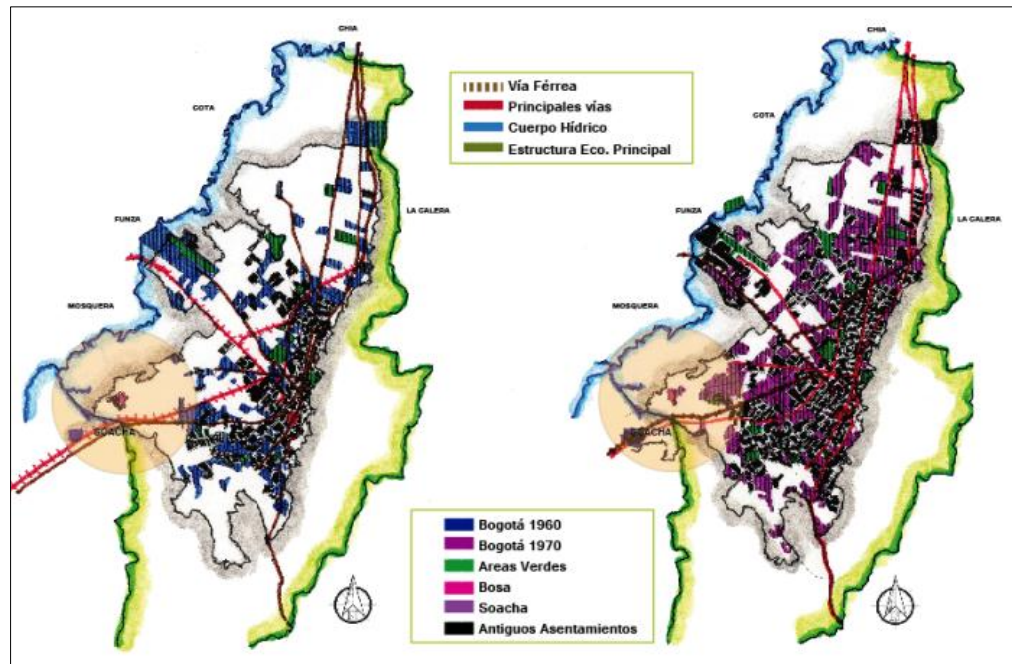 CHIA
COTA
FUNZA
LA CALERA
MOSQUERA
SOACHA
Vía Férrea
Principales vías
Cuerpo Hídrico
Estructura Eco. Principal
Bogotá 1960
Bogotá 1970
Areas Verdes
Bosa
Soacha
Antiguos Asentamientos
CHIA
COTA
FUNZA
LA CALERA
MOSQUERA
SOACHA